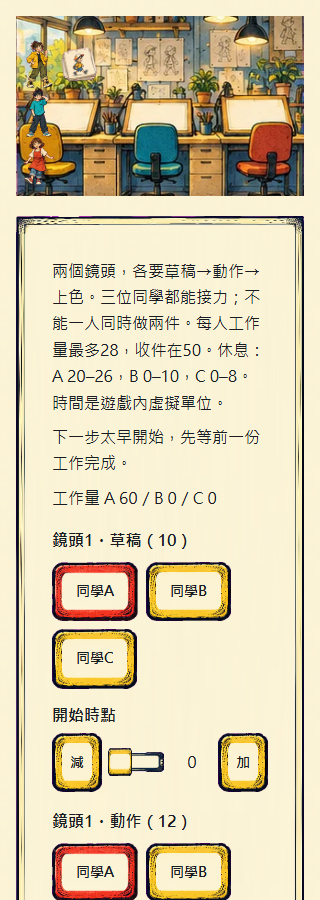 兩個鏡頭，各要草稿→動作→
上色。三位同學都能接力；不
能一人同時做兩件。每人工作
量最多28，收件在50。休息：
A 20–26，B 0–10，C 0–8。
時間是遊戲內虛擬單位。
下一步太早開始，先等前一份
工作完成。
工作量 A 60 / B 0 / C 0
鏡頭1・草稿（10）
同學A 同學B
同學C
開始時點
減 0 加
鏡頭1・動作（12）
同學A 同學B